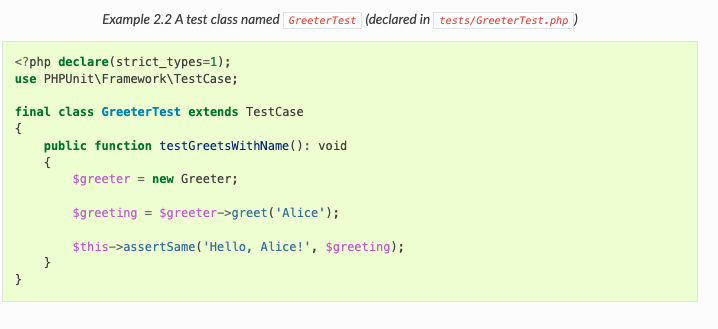 Example 2.2 A test class named GreeterTest (declared in tests/GreeterTest.php)
<?php declare(strict_types=1);
use PHPUnit\Framework\TestCase;

final class GreeterTest extends TestCase
{
    public function testGreetsWithName(): void
    {
        $greeter = new Greeter;

        $greeting = $greeter->greet('Alice');

        $this->assertSame('Hello, Alice!', $greeting);
    }
}